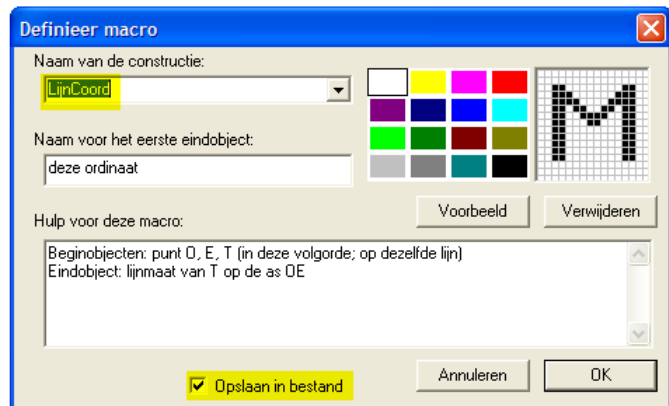 Definieer macro
Naam van de constructie:
LijnCoord
Naam voor het eerste eindobject:
deze ordinaat
Voorbeeld
Verwijderen
Hulp voor deze macro:
Beginobjecten: punt O, E, T (in deze volgorde; op dezelfde lijn)
Eindobject: lijnmaat van T op de as OE
Opslaan in bestand
Annuleren
OK